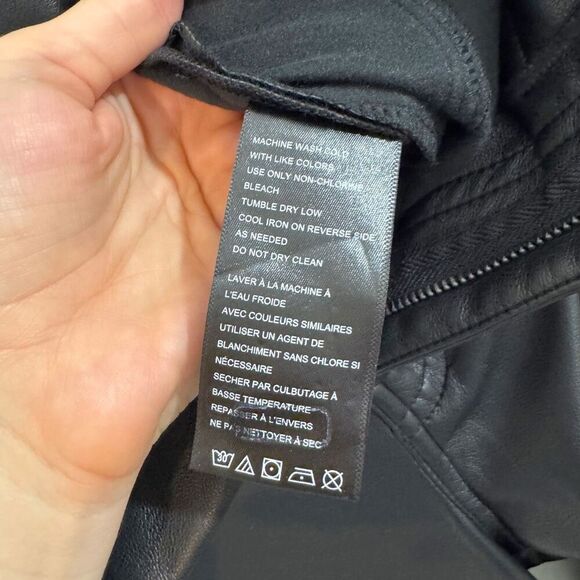 MACHINE WASH COLD
WITH LIKE COLORS
USE ONLY NON-CHLORINE
BLEACH
TUMBLE DRY LOW
COOL IRON ON REVERSE SIDE
AS NEEDED
DO NOT DRY CLEAN
LAVER À LA MACHINE À
L'EAU FROIDE
AVEC COULEURS SIMILAIRES
UTILISER UN AGENT DE
BLANCHIMENT SANS CHLORE SI
NÉCESSAIRE
SECHER PAR CULBUTAGE À
BASSE TEMPERATURE
REPASSER À L'ENVERS
NE PAS NETTOYER À SEC
30